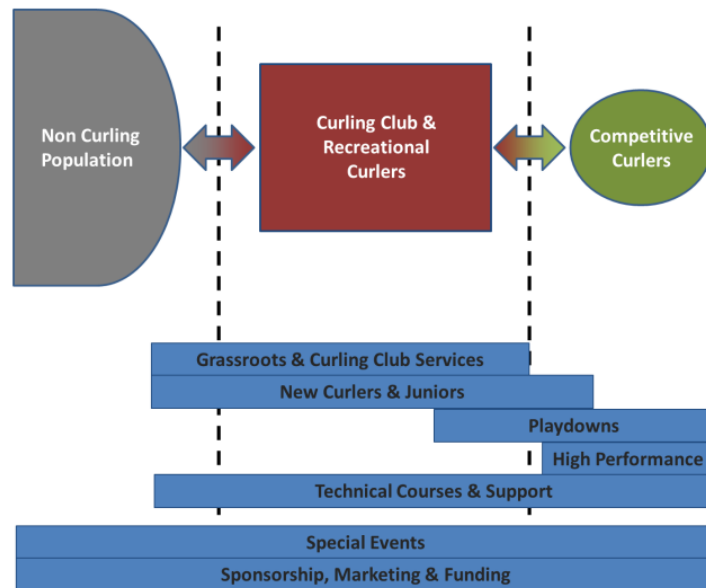 Non Curling
Population
Curling Club &
Recreational
Curlers
Competitive
Curlers
Grassroots & Curling Club Services
New Curlers & Juniors
Playdowns
High Performance
Technical Courses & Support
Special Events
Sponsorship, Marketing & Funding